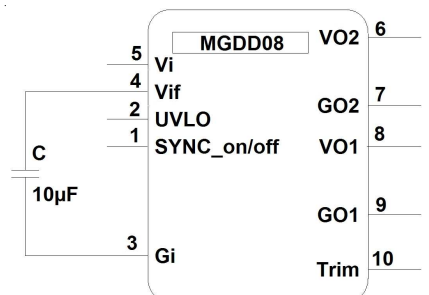 MGDD08
5 Vi
4 Vif
2 UVLO
1 SYNC_on/off
3 Gi
C
10µF
VO2 6
GO2 7
VO1 8
GO1 9
Trim 10